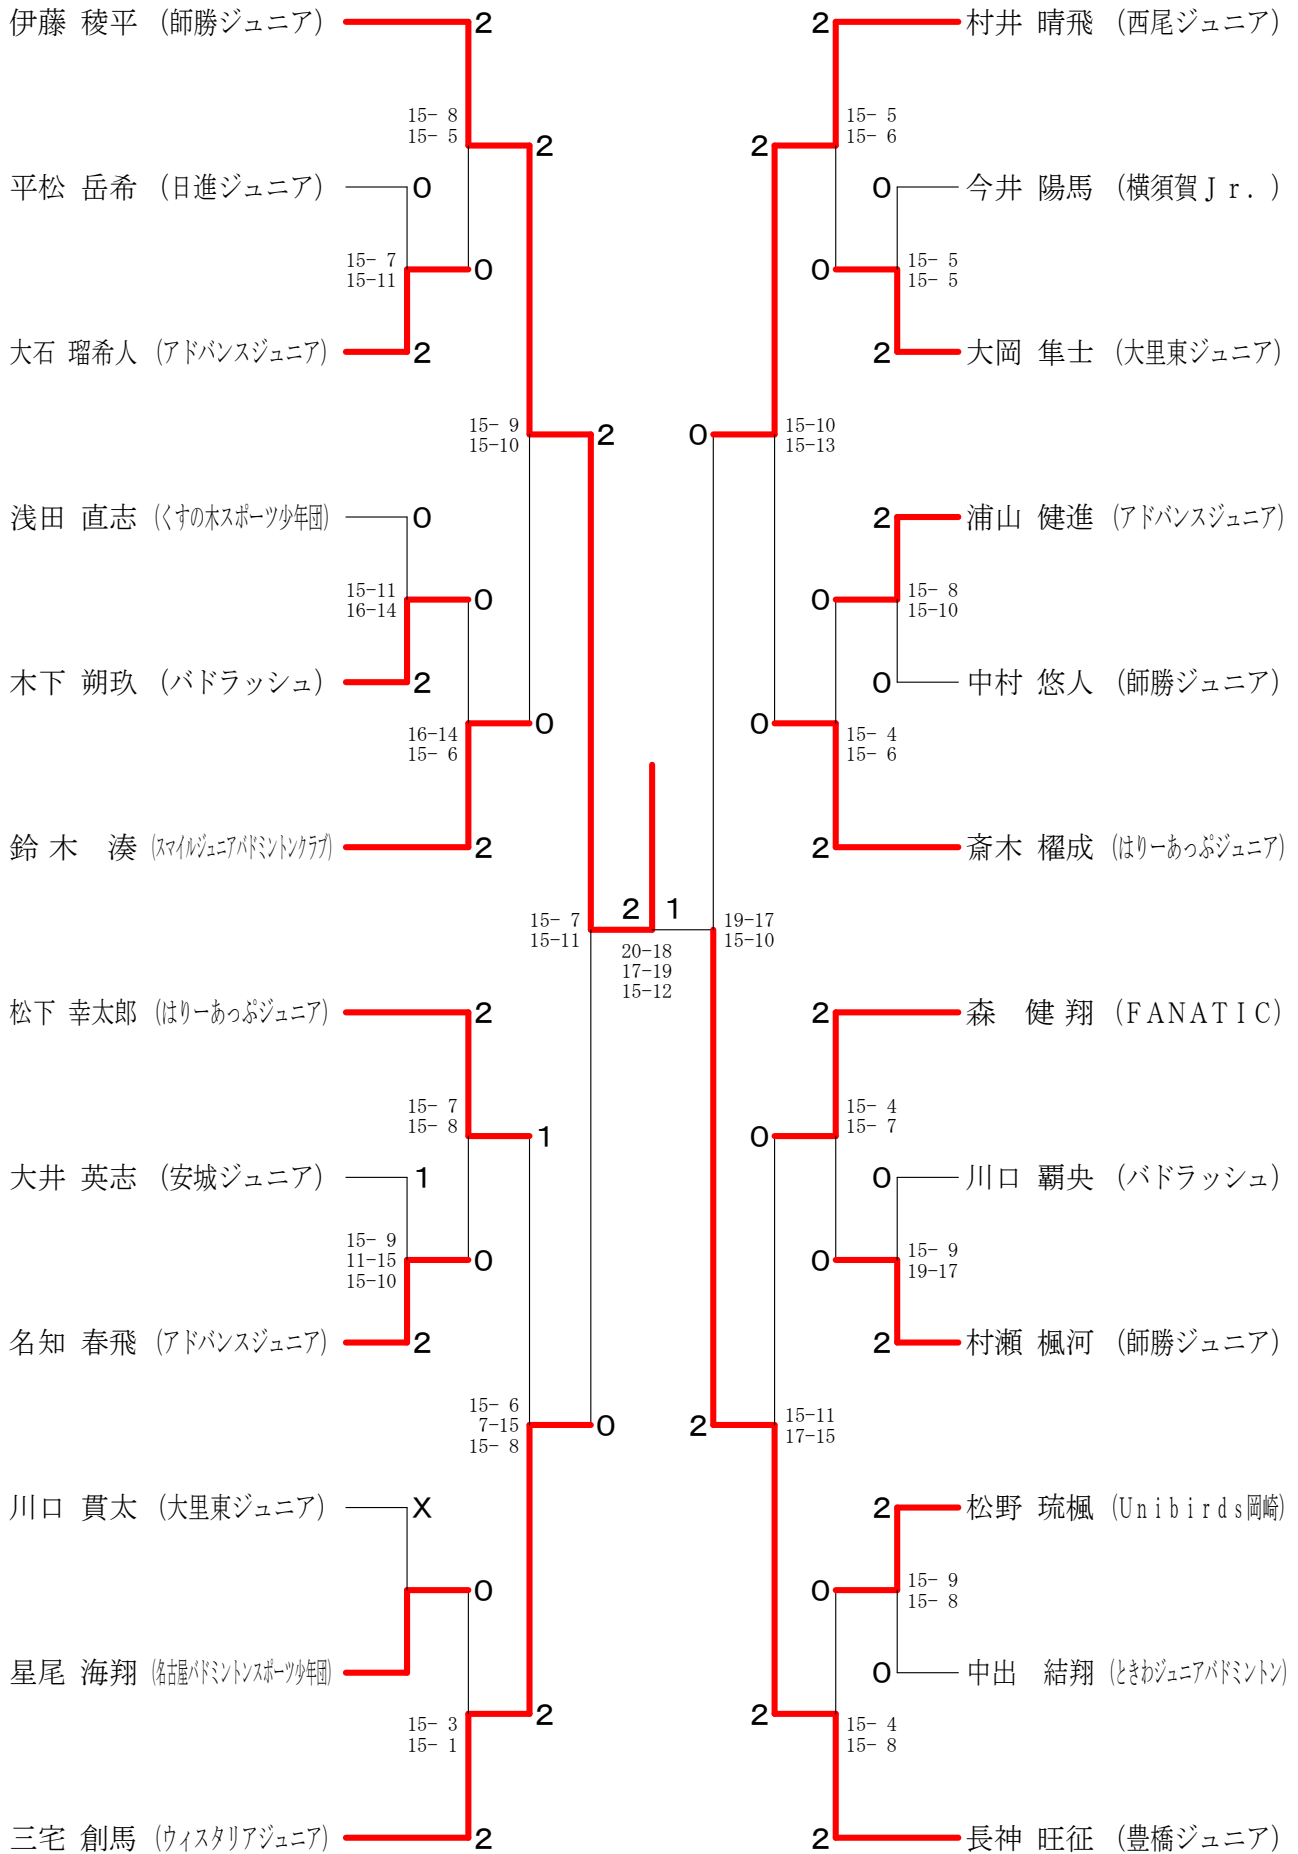 伊藤 稜平 (師勝ジュニア) 2
2 村井 晴飛 (西尾ジュニア)
15- 8
15- 5
2
2
15- 5
15- 6
平松 岳希 (日進ジュニア) 0
0 今井 陽馬 (横須賀Ｊｒ．)
15- 7
15-11
0
0
15- 5
15- 5
大石 瑠希人 (アドバンスジュニア) 2
2 大岡 隼士 (大里東ジュニア)
15- 9
15-10
2
0
15-10
15-13
浅田 直志 (くすの木スポーツ少年団) 0
2 浦山 健進 (アドバンスジュニア)
15-11
16-14
0
0
15- 8
15-10
木下 朔玖 (バドラッシュ) 2
0 中村 悠人 (師勝ジュニア)
16-14
15- 6
0
0
15- 4
15- 6
鈴木 湊 (スマイルジュニアバドミントンクラブ) 2
2 斎木 櫂成 (はりーあっぷジュニア)
15- 7
15-11
2 1
20-18
17-19
15-12
19-17
15-10
松下 幸太郎 (はりーあっぷジュニア) 2
2 森 健翔 (ＦＡＮＡＴＩＣ)
15- 7
15- 8
1
0
15- 4
15- 7
大井 英志 (安城ジュニア) 1
0 川口 覇央 (バドラッシュ)
15- 9
11-15
15-10
0
0
15- 9
19-17
名知 春飛 (アドバンスジュニア) 2
2 村瀬 楓河 (師勝ジュニア)
15- 6
7-15
15- 8
0
2
15-11
17-15
川口 貫太 (大里東ジュニア) X
2 松野 琉楓 (Ｕｎｉｂｉｒｄｓ岡崎)
0
0
15- 9
15- 8
星尾 海翔 (名古屋バドミントンスポーツ少年団)
0 中出 結翔 (ときわジュニアバドミントン)
15- 3
15- 1
2
2
15- 4
15- 8
三宅 創馬 (ウィスタリアジュニア) 2
2 長神 旺征 (豊橋ジュニア)